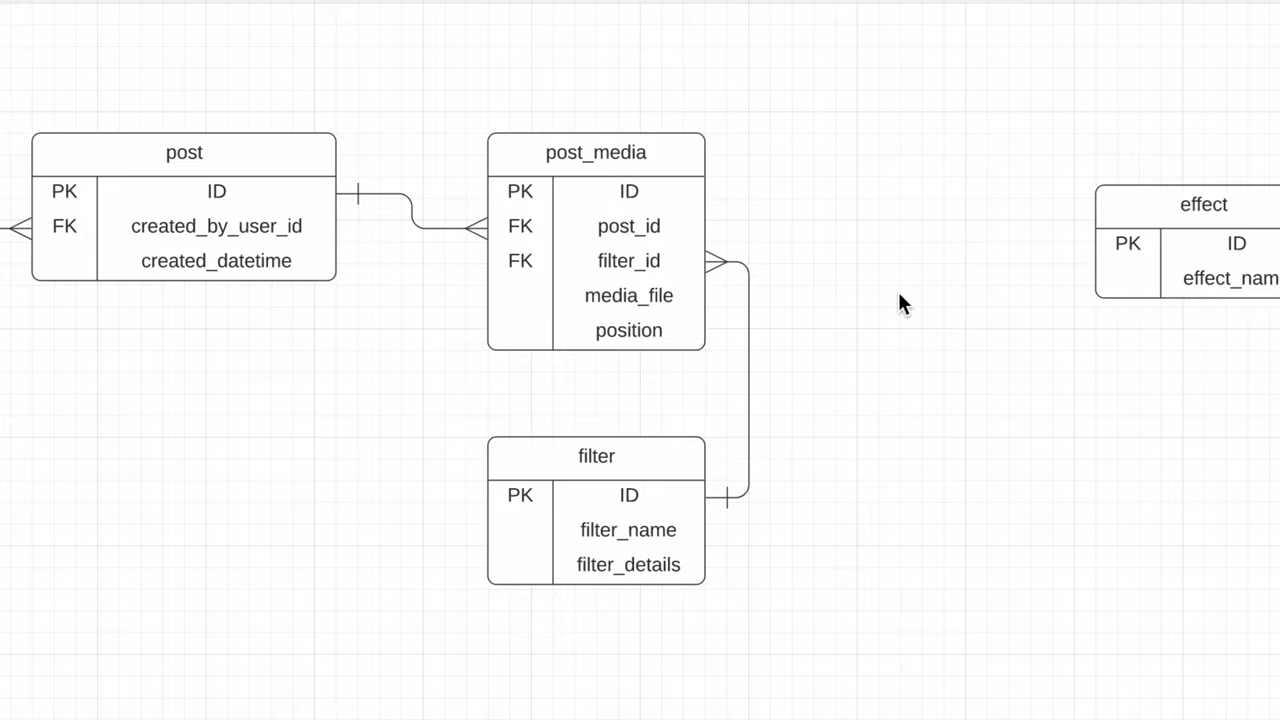 post
PK ID
FK created_by_user_id
created_datetime
post_media
PK ID
FK post_id
FK filter_id
media_file
position
filter
PK ID
filter_name
filter_details
effect
PK ID
effect_nam